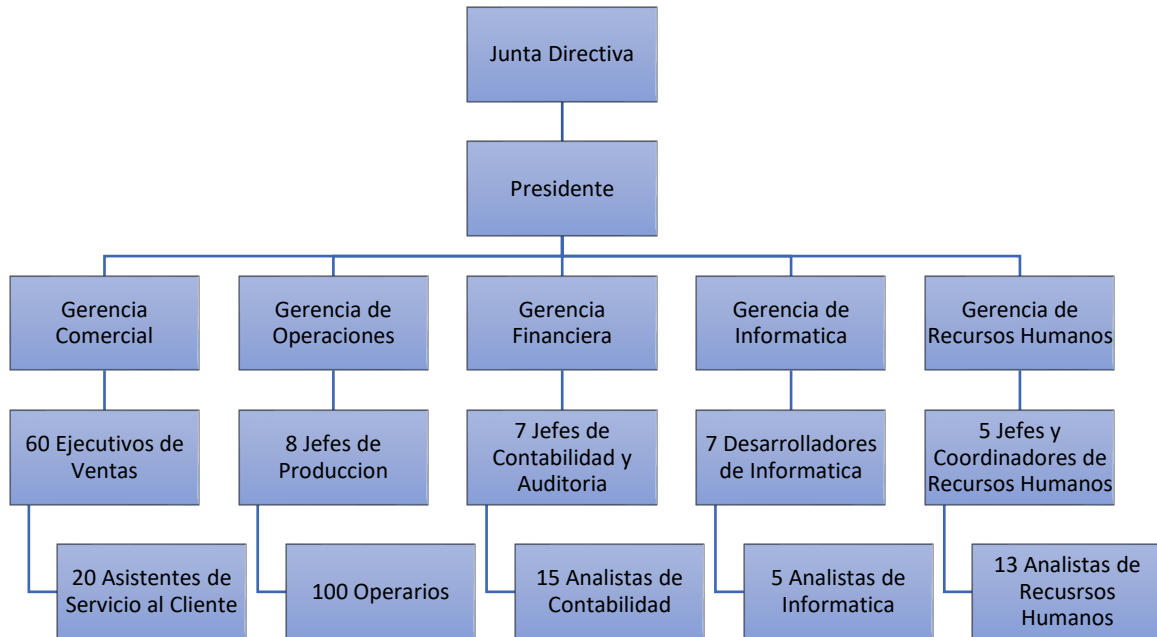 Junta Directiva
Presidente
Gerencia
Comercial
Gerencia de
Operaciones
Gerencia
Financiera
Gerencia de
Informatica
Gerencia de
Recursos Humanos
60 Ejecutivos de
Ventas
8 Jefes de
Produccion
7 Jefes de
Contabilidad y
Auditoria
7 Desarrolladores
de Informatica
5 Jefes y
Coordinadores de
Recursos Humanos
20 Asistentes de
Servicio al Cliente
100 Operarios
15 Analistas de
Contabilidad
5 Analistas de
Informatica
13 Analistas de
Recusrsos
Humanos